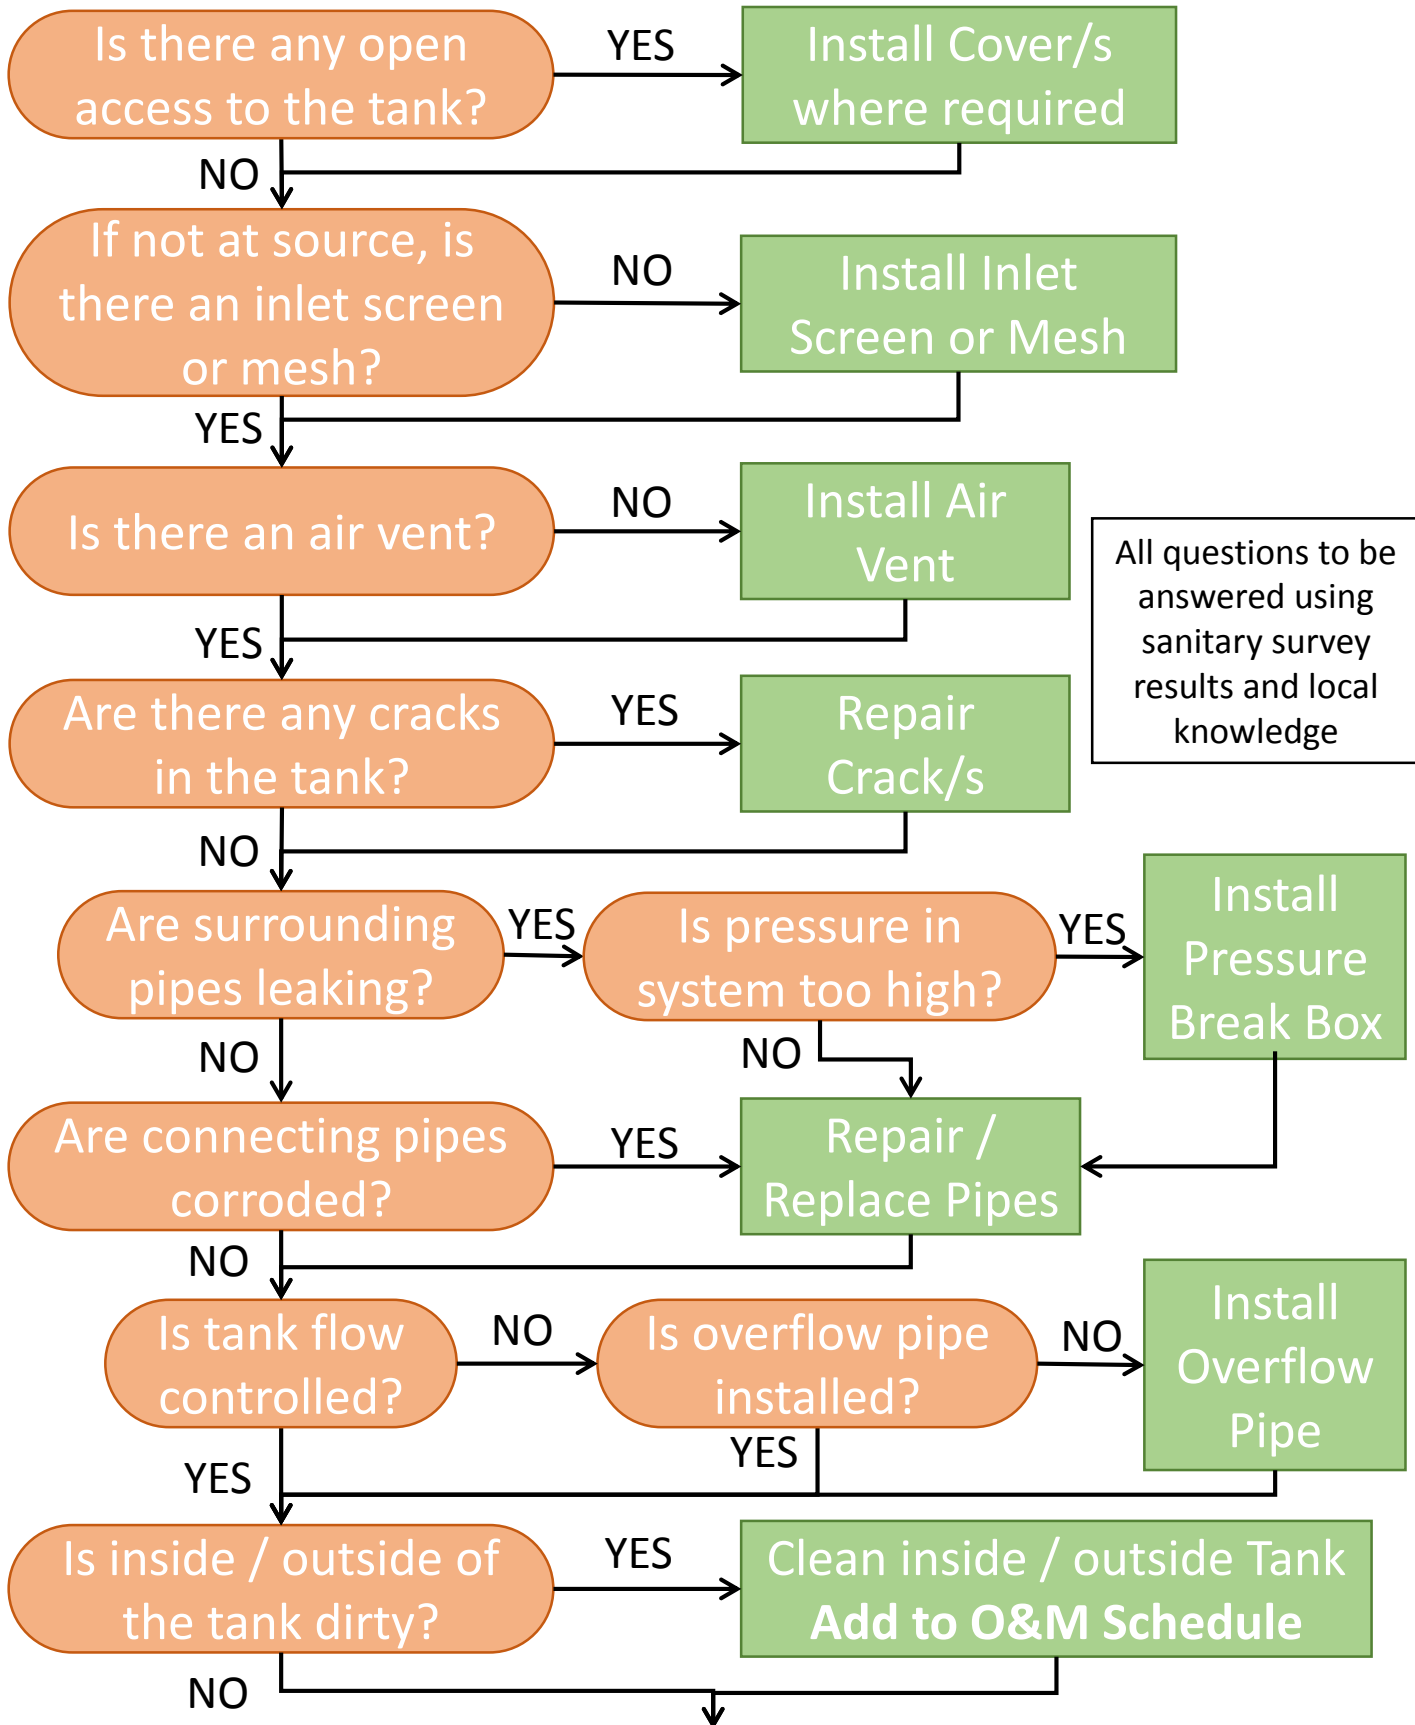 Is there any open
access to the tank?
YES
Install Cover/s
where required
NO
If not at source, is
there an inlet screen
or mesh?
NO
Install Inlet
Screen or Mesh
YES
Is there an air vent?
NO
Install Air
Vent
All questions to be
answered using
sanitary survey
results and local
knowledge
YES
Are there any cracks
in the tank?
YES
Repair
Crack/s
NO
Are surrounding
pipes leaking?
YES
Is pressure in
system too high?
YES
Install
Pressure
Break Box
NO
NO
Are connecting pipes
corroded?
YES
Repair /
Replace Pipes
NO
Is tank flow
controlled?
NO
Is overflow pipe
installed?
NO
Install
Overflow
Pipe
YES
YES
Is inside / outside of
the tank dirty?
YES
Clean inside / outside Tank
Add to O&M Schedule
NO